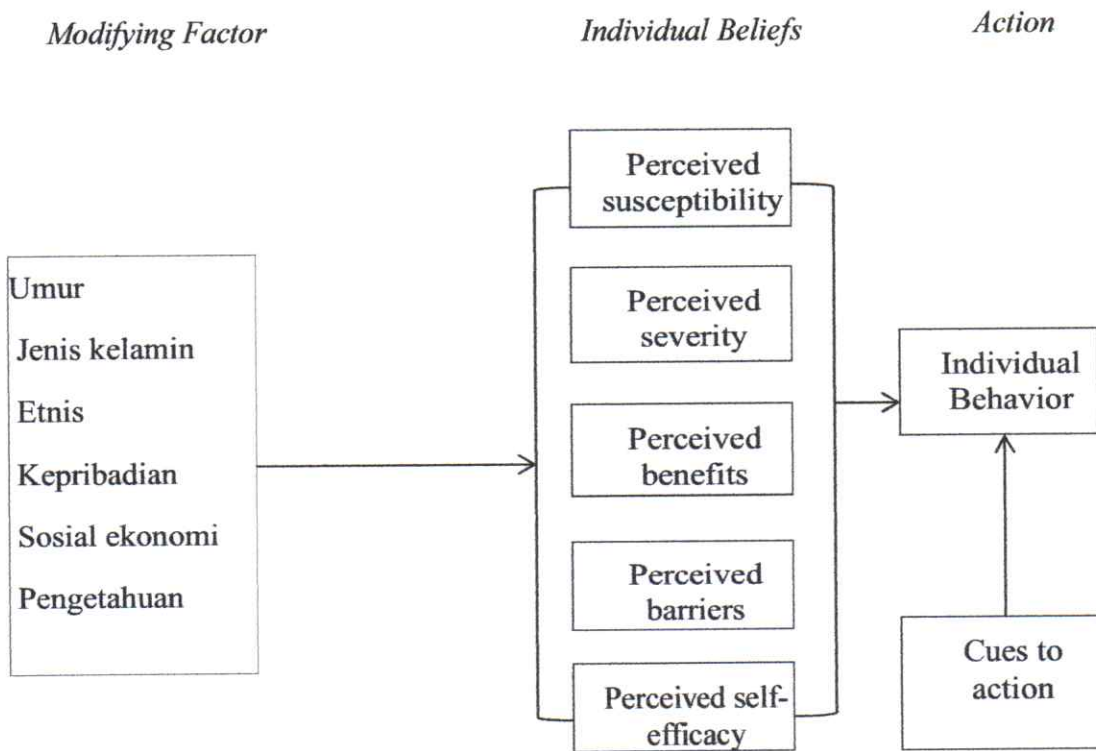 Modifying Factor
Individual Beliefs
Action
Umur
Jenis kelamin
Etnis
Kepribadian
Sosial ekonomi
Pengetahuan
Perceived
susceptibility
Perceived
severity
Perceived
benefits
Perceived
barriers
Perceived self-
efficacy
Individual
Behavior
Cues to
action